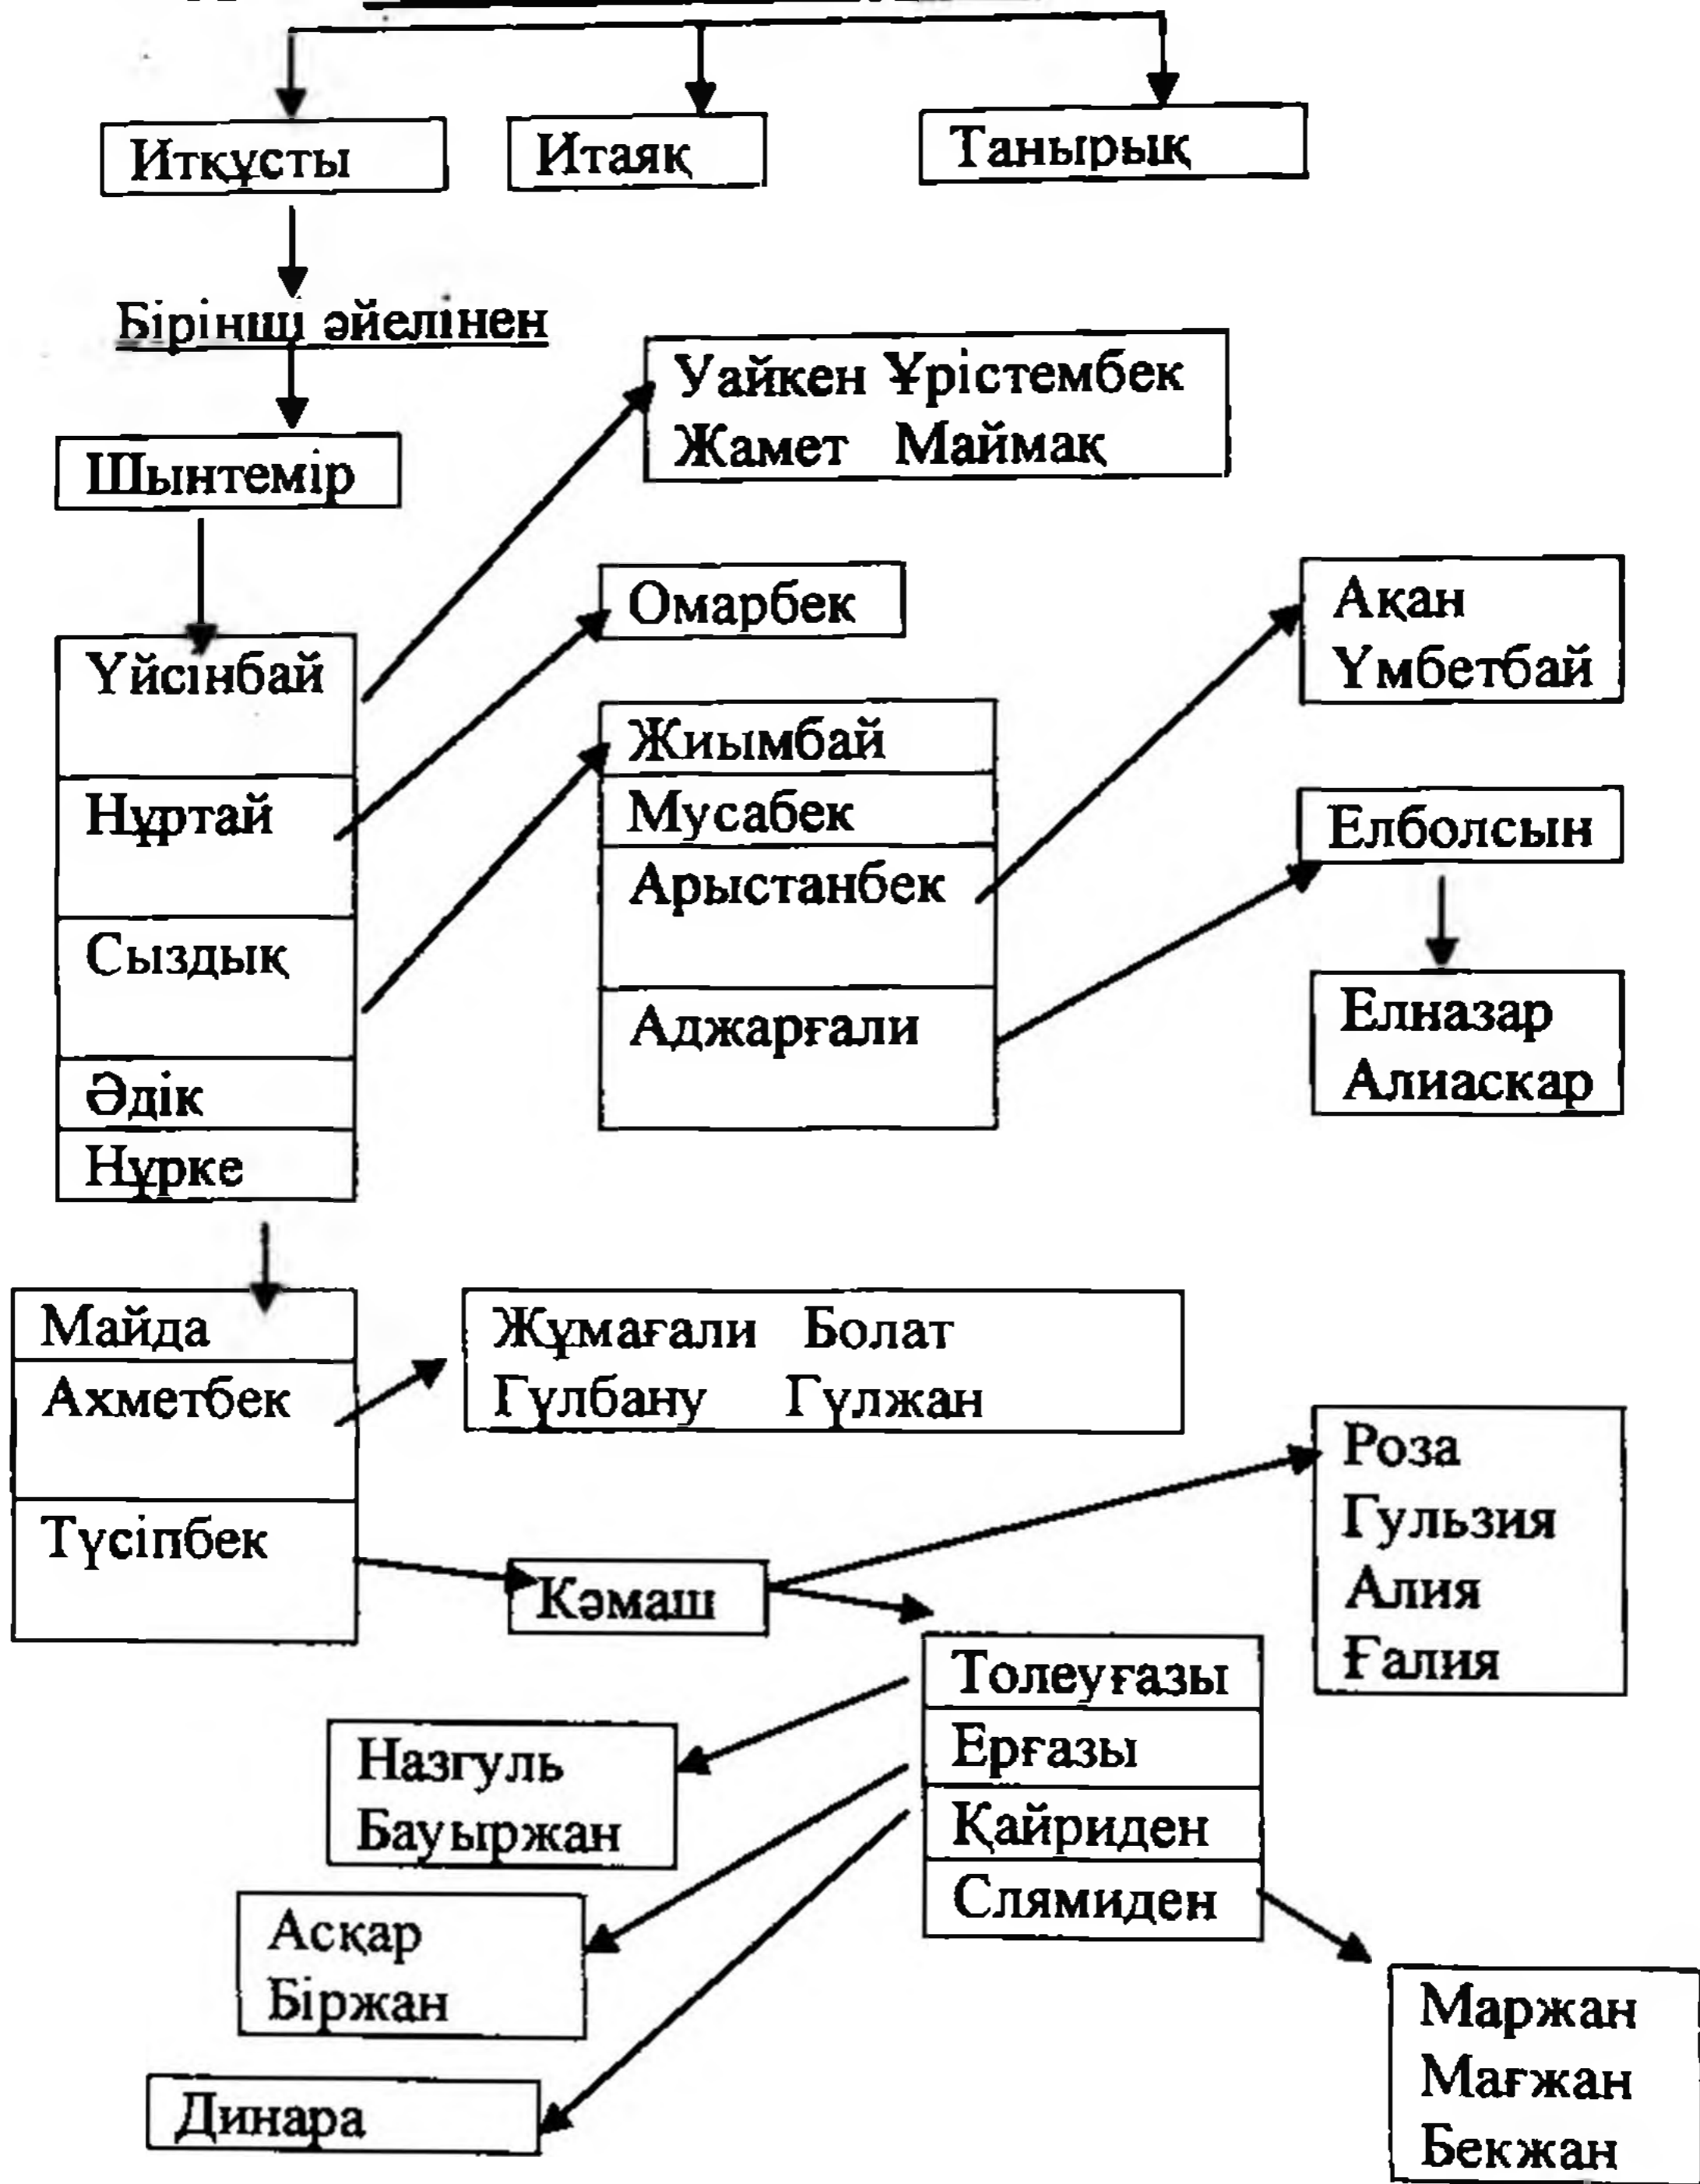 Итқұсты
Итаяқ
Танырық
Бірінші әйелінен
Шынтемір
Уайкен Ұрістембек
Жамет Маймақ
Үйсінбай
Нұртай
Сыздық
Әдік
Нұрке
Омарбек
Жиымбай
Мусабек
Арыстанбек
Аджарғали
Ақан
Үмбетбай
Елболсын
Елназар
Алиаскар
Майда
Ахметбек
Түсіпбек
Жұмағали Болат
Гүлбану Гүлжан
Кәмаш
Роза
Гульзия
Алия
Ғалия
Толеуғазы
Ерғазы
Қайриден
Слямиден
Назгуль
Бауыржан
Асқар
Біржан
Динара
Маржан
Мағжан
Бекжан